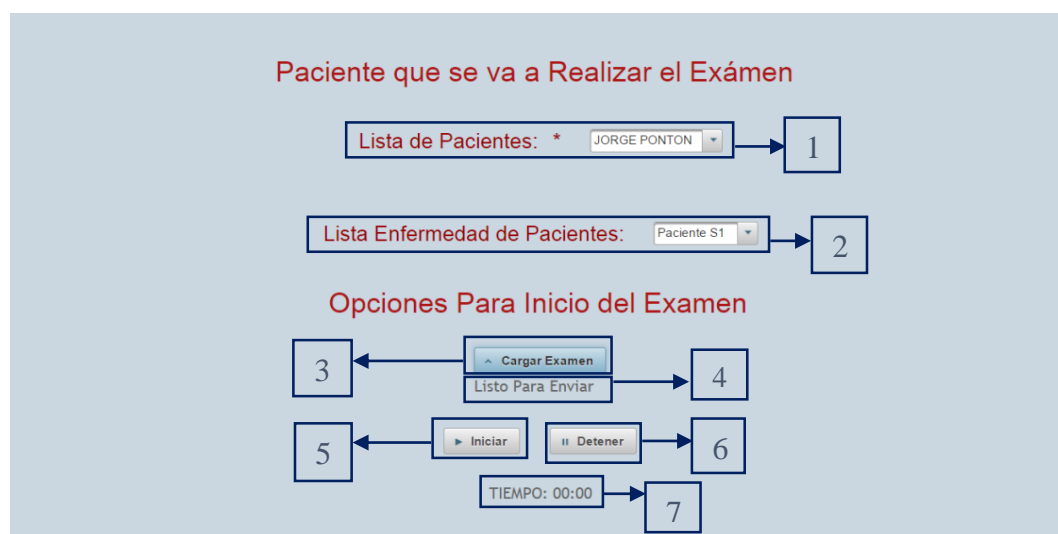 Paciente que se va a Realizar el Exámen
Lista de Pacientes: * JORGE PONTON
1
Lista Enfermedad de Pacientes: Paciente S1
2
Opciones Para Inicio del Examen
3
Cargar Examen
Listo Para Enviar
4
5
Iniciar
Detener
6
TIEMPO: 00:00
7